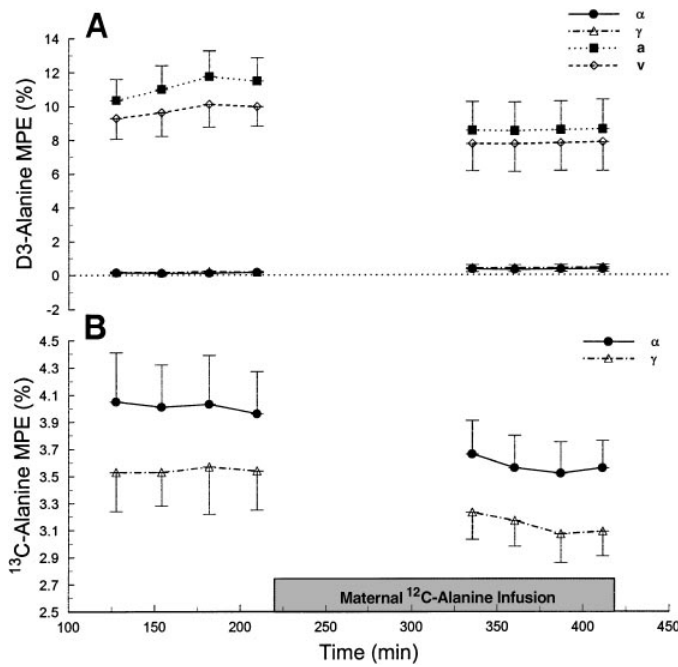 A
α
γ
a
v
D3-Alanine MPE (%)
14
12
10
8
6
4
2
0
-2
B
α
γ
¹³C-Alanine MPE (%)
4.5
4.3
4.1
3.9
3.7
3.5
3.3
3.1
2.9
2.7
2.5
Maternal ¹²C-Alanine Infusion
100 150 200 250 300 350 400 450
Time (min)